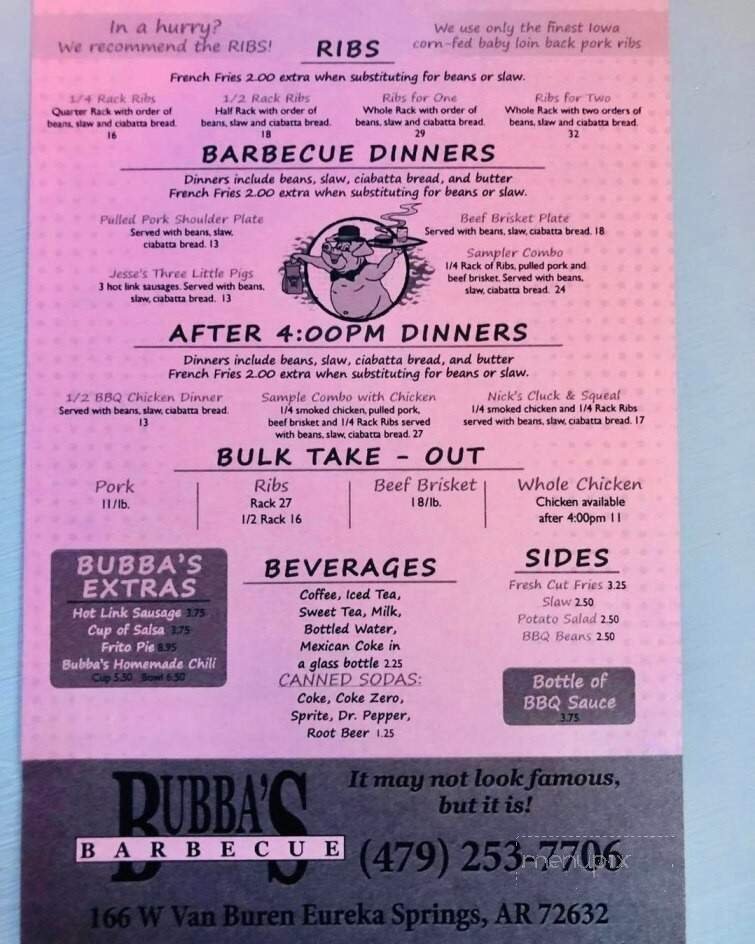 In a hurry?
We recommend the RIBS!
RIBS
We use only the finest Iowa
corn-fed baby loin back pork ribs
French Fries 2.00 extra when substituting for beans or slaw.
1/4 Rack Ribs
Quarter Rack with order of
beans, slaw and ciabatta bread.
16
1/2 Rack Ribs
Half Rack with order of
beans, slaw and ciabatta bread.
18
Ribs for One
Whole Rack with order of
beans, slaw and ciabatta bread.
29
Ribs for Two
Whole Rack with two orders of
beans, slaw and ciabatta bread.
32
BARBECUE DINNERS
Dinners include beans, slaw, ciabatta bread, and butter
French Fries 2.00 extra when substituting for beans or slaw.
Pulled Pork Shoulder Plate
Served with beans, slaw,
ciabatta bread. 13
Jesse's Three Little Pigs
3 hot link sausages. Served with beans,
slaw, ciabatta bread. 13
Beef Brisket Plate
Served with beans, slaw, ciabatta bread. 18
Sampler Combo
1/4 Rack of Ribs, pulled pork and
beef brisket. Served with beans,
slaw, ciabatta bread. 24
AFTER 4:00PM DINNERS
Dinners include beans, slaw, ciabatta bread, and butter
French Fries 2.00 extra when substituting for beans or slaw.
1/2 BBQ Chicken Dinner
Served with beans, slaw, ciabatta bread.
13
Sample Combo with Chicken
1/4 smoked chicken, pulled pork,
beef brisket and 1/4 Rack Ribs served
with beans, slaw, ciabatta bread. 27
Nick's Cluck & Squeal
1/4 smoked chicken and 1/4 Rack Ribs
served with beans, slaw, ciabatta bread. 17
BULK TAKE - OUT
Pork
11/lb.
Ribs
Rack 27
1/2 Rack 16
Beef Brisket
18/lb.
Whole Chicken
Chicken available
after 4:00pm 11
BUBBA'S
EXTRAS
Hot Link Sausage 3.75
Cup of Salsa 3.75
Frito Pie 8.95
Bubba's Homemade Chili
Cup 5.50 Bowl 6.50
BEVERAGES
Coffee, Iced Tea,
Sweet Tea, Milk,
Bottled Water,
Mexican Coke in
a glass bottle 2.25
CANNED SODAS:
Coke, Coke Zero,
Sprite, Dr. Pepper,
Root Beer 1.25
SIDES
Fresh Cut Fries 3.25
Slaw 2.50
Potato Salad 2.50
BBQ Beans 2.50
Bottle of
BBQ Sauce
3.75
BUBBA'S
BARBECUE
It may not look famous,
but it is!
(479) 253-7706
menupix
166 W Van Buren Eureka Springs, AR 72632